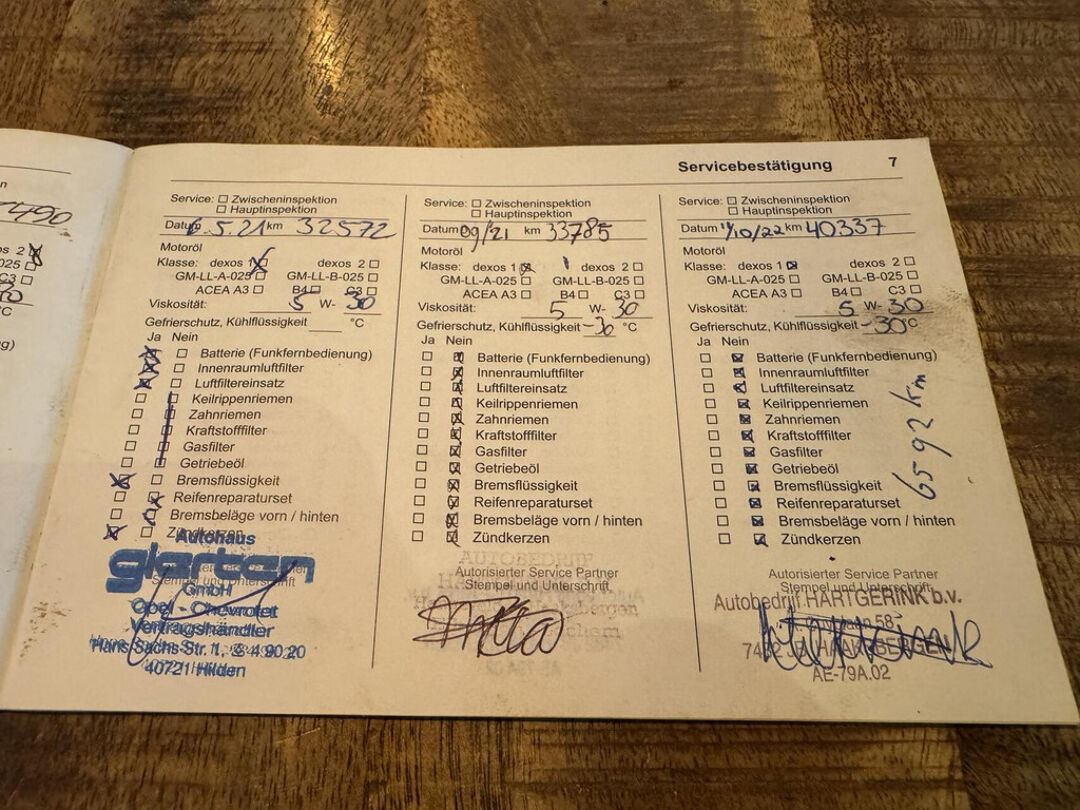 Servicebestätigung 7
490
Service: Zwischeninspektion
Hauptinspektion
Datum 6.5.21 km 32572
Motoröl
Klasse: dexos 1 dexos 2
GM-LL-A-025 GM-LL-B-025
ACEA A3 B4 C3
Viskosität: 5 W- 30
Gefrierschutz, Kühlflüssigkeit °C
Ja Nein
Batterie (Funkfernbedienung)
Innenraumluftfilter
Luftfiltereinsatz
Keilrippenriemen
Zahnriemen
Kraftstofffilter
Gasfilter
Getriebeöl
Bremsflüssigkeit
Reifenreparaturset
Bremsbeläge vorn / hinten
Zündkerzen
Autohaus
gierten
Stempel und Unterschrift
GmbH
Opel - Chevrolet
Vertragshändler
Hans-Sachs-Str. 1, ☎ 4 90 20
40721 Hilden
Service: Zwischeninspektion
Hauptinspektion
Datum 09/21 km 33785
Motoröl
Klasse: dexos 1 dexos 2
GM-LL-A-025 GM-LL-B-025
ACEA A3 B4 C3
Viskosität: 5 W- 30
Gefrierschutz, Kühlflüssigkeit -30 °C
Ja Nein
Batterie (Funkfernbedienung)
Innenraumluftfilter
Luftfiltereinsatz
Keilrippenriemen
Zahnriemen
Kraftstofffilter
Gasfilter
Getriebeöl
Bremsflüssigkeit
Reifenreparaturset
Bremsbeläge vorn / hinten
Zündkerzen
AUTOBEDRIJF
Autorisierter Service Partner
Stempel und Unterschrift
Service: Zwischeninspektion
Hauptinspektion
Datum 11/10/22 km 40337
Motoröl
Klasse: dexos 1 dexos 2
GM-LL-A-025 GM-LL-B-025
ACEA A3 B4 C3
Viskosität: 5 W- 30
Gefrierschutz, Kühlflüssigkeit -30°C
Ja Nein
Batterie (Funkfernbedienung)
Innenraumluftfilter
Luftfiltereinsatz
Keilrippenriemen
Zahnriemen
Kraftstofffilter
Gasfilter
Getriebeöl
Bremsflüssigkeit
Reifenreparaturset
Bremsbeläge vorn / hinten
Zündkerzen
6592 km
Autorisierter Service Partner
Stempel und Unterschrift
Autobedrijf HARTGERINK b.v.
AE-79A.02